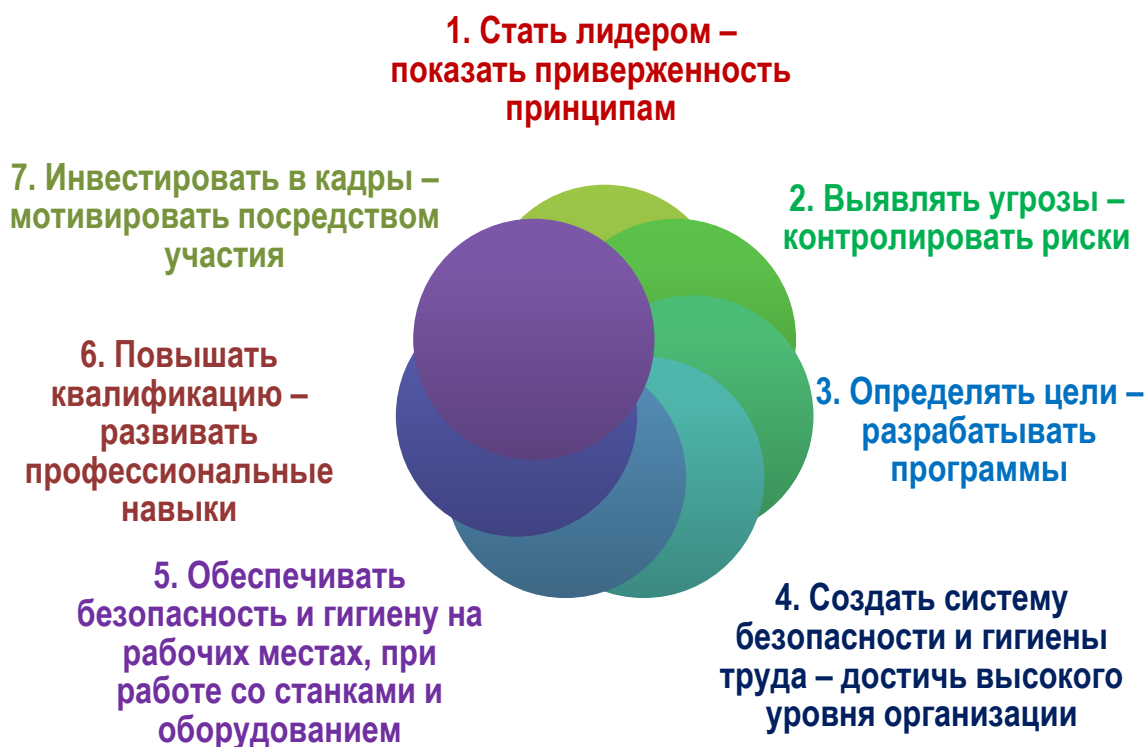 1. Стать лидером –
показать приверженность
принципам
2. Выявлять угрозы –
контролировать риски
3. Определять цели –
разрабатывать
программы
4. Создать систему
безопасности и гигиены
труда – достичь высокого
уровня организации
5. Обеспечивать
безопасность и гигиену на
рабочих местах, при
работе со станками и
оборудованием
6. Повышать
квалификацию –
развивать
профессиональные
навыки
7. Инвестировать в кадры –
мотивировать посредством
участия